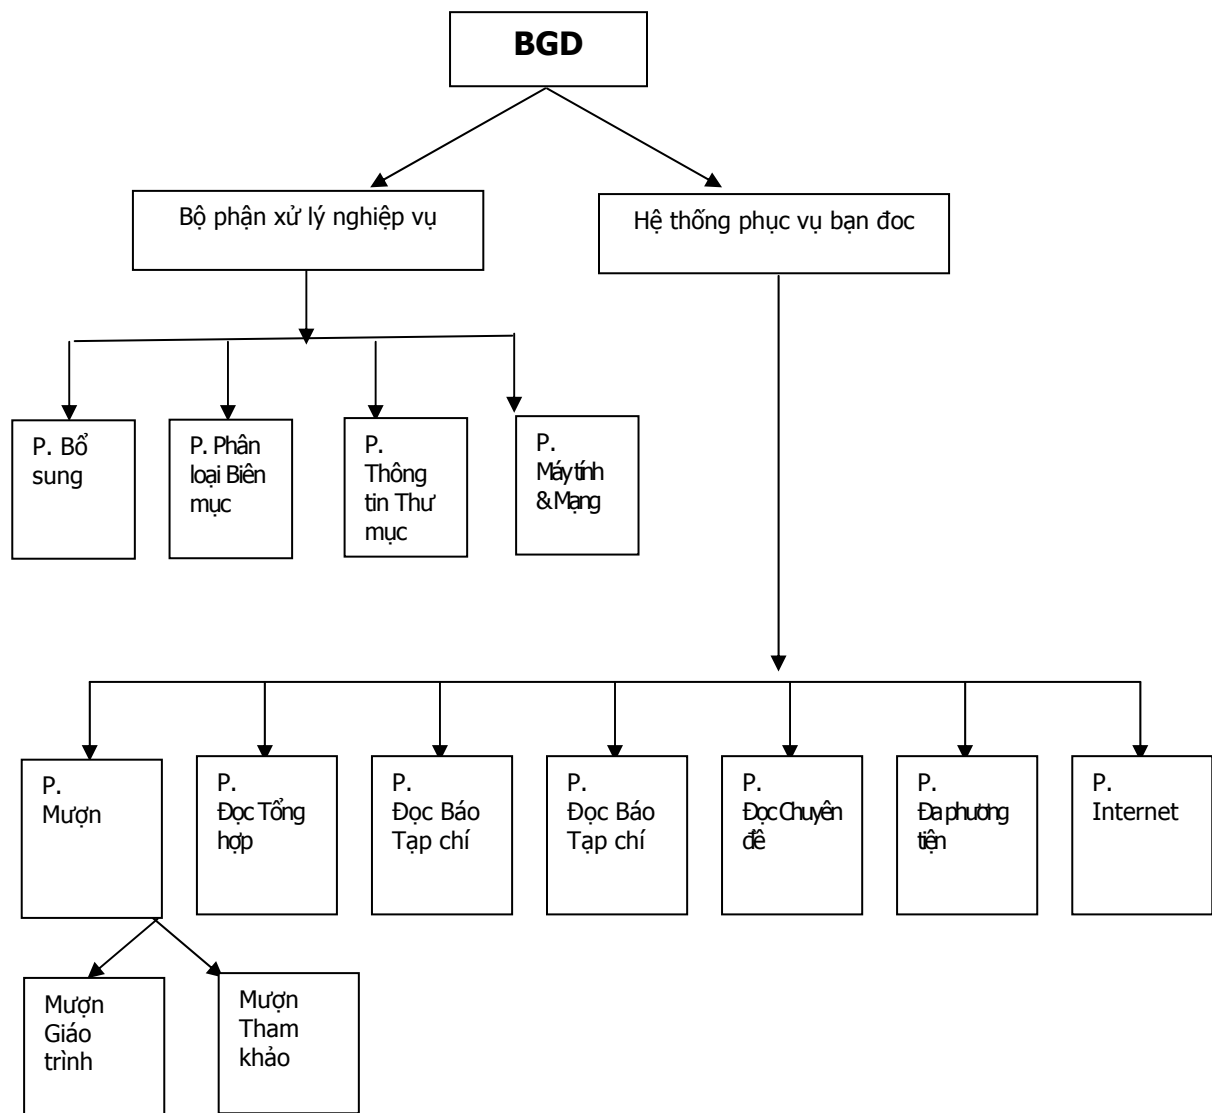 BGD
Bộ phận xử lý nghiệp vụ
Hệ thống phục vụ bạn đoc
P. Bổ
sung
P. Phân
loại Biên
mục
P.
Thông
tin Thư
mục
P.
Máy tính
& Mạng
P.
Mượn
P.
Đọc Tổng
hợp
P.
Đọc Báo
Tạp chí
P.
Đọc Báo
Tạp chí
P.
Đọc Chuyên
đề
P.
Đa phương
tiện
P.
Internet
Mượn
Giáo
trình
Mượn
Tham
khảo